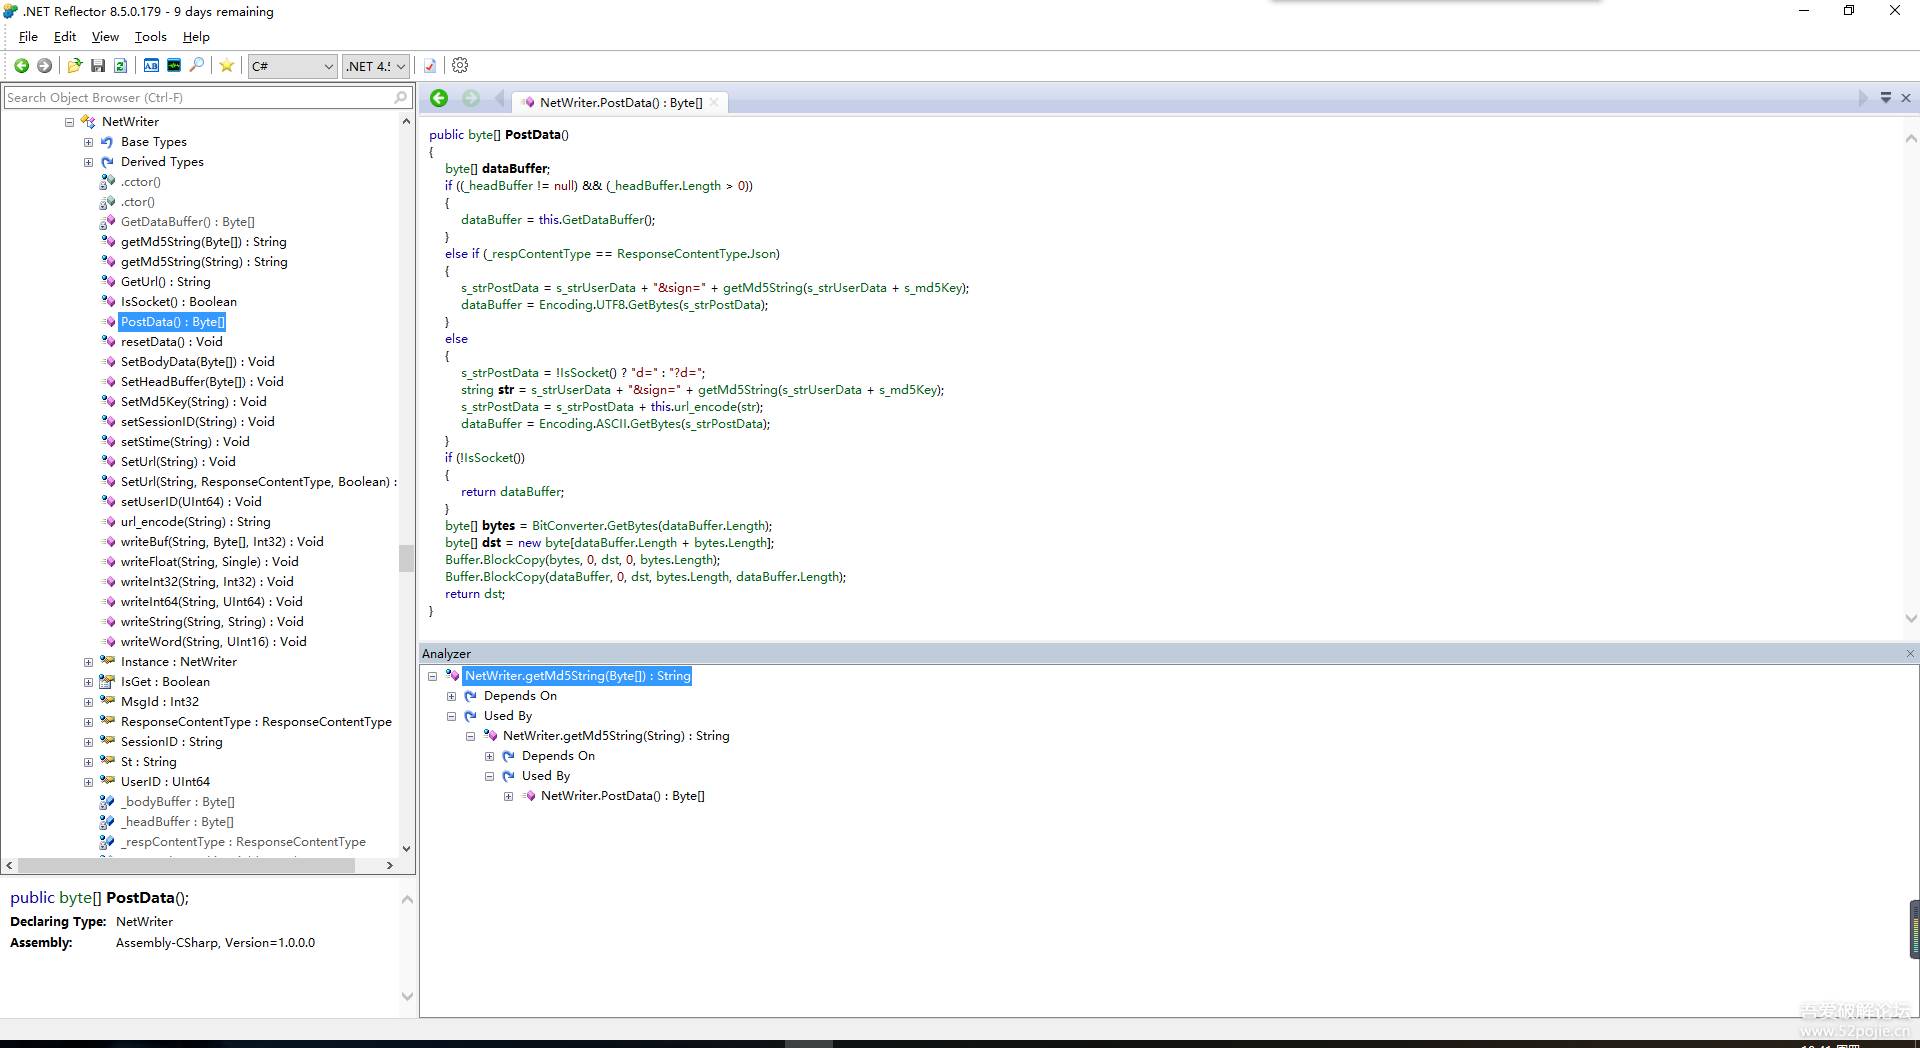 .NET Reflector 8.5.0.179 - 9 days remaining
File Edit View Tools Help
C# .NET 4.!
Search Object Browser (Ctrl-F)
NetWriter
Base Types
Derived Types
.cctor()
.ctor()
GetDataBuffer() : Byte[]
getMd5String(Byte[]) : String
getMd5String(String) : String
GetUrl() : String
IsSocket() : Boolean
PostData() : Byte[]
resetData() : Void
SetBodyData(Byte[]) : Void
SetHeadBuffer(Byte[]) : Void
SetMd5Key(String) : Void
setSessionID(String) : Void
setStime(String) : Void
SetUrl(String) : Void
SetUrl(String, ResponseContentType, Boolean) :
setUserID(UInt64) : Void
url_encode(String) : String
writeBuf(String, Byte[], Int32) : Void
writeFloat(String, Single) : Void
writeInt32(String, Int32) : Void
writeInt64(String, UInt64) : Void
writeString(String, String) : Void
writeWord(String, UInt16) : Void
Instance : NetWriter
IsGet : Boolean
MsgId : Int32
ResponseContentType : ResponseContentType
SessionID : String
St : String
UserID : UInt64
_bodyBuffer : Byte[]
_headBuffer : Byte[]
_respContentType : ResponseContentType
public byte[] PostData();
Declaring Type: NetWriter
Assembly: Assembly-CSharp, Version=1.0.0.0
NetWriter.PostData() : Byte[]
public byte[] PostData()
{
byte[] dataBuffer;
if ((_headBuffer != null) && (_headBuffer.Length > 0))
{
dataBuffer = this.GetDataBuffer();
}
else if (_respContentType == ResponseContentType.Json)
{
s_strPostData = s_strUserData + "&sign=" + getMd5String(s_strUserData + s_md5Key);
dataBuffer = Encoding.UTF8.GetBytes(s_strPostData);
}
else
{
s_strPostData = !IsSocket() ? "d=" : "?d=";
string str = s_strUserData + "&sign=" + getMd5String(s_strUserData + s_md5Key);
s_strPostData = s_strPostData + this.url_encode(str);
dataBuffer = Encoding.ASCII.GetBytes(s_strPostData);
}
if (!IsSocket())
{
return dataBuffer;
}
byte[] bytes = BitConverter.GetBytes(dataBuffer.Length);
byte[] dst = new byte[dataBuffer.Length + bytes.Length];
Buffer.BlockCopy(bytes, 0, dst, 0, bytes.Length);
Buffer.BlockCopy(dataBuffer, 0, dst, bytes.Length, dataBuffer.Length);
return dst;
}
Analyzer
NetWriter.getMd5String(Byte[]) : String
Depends On
Used By
NetWriter.getMd5String(String) : String
Depends On
Used By
NetWriter.PostData() : Byte[]
吾爱破解论坛
www.52pojie.cn